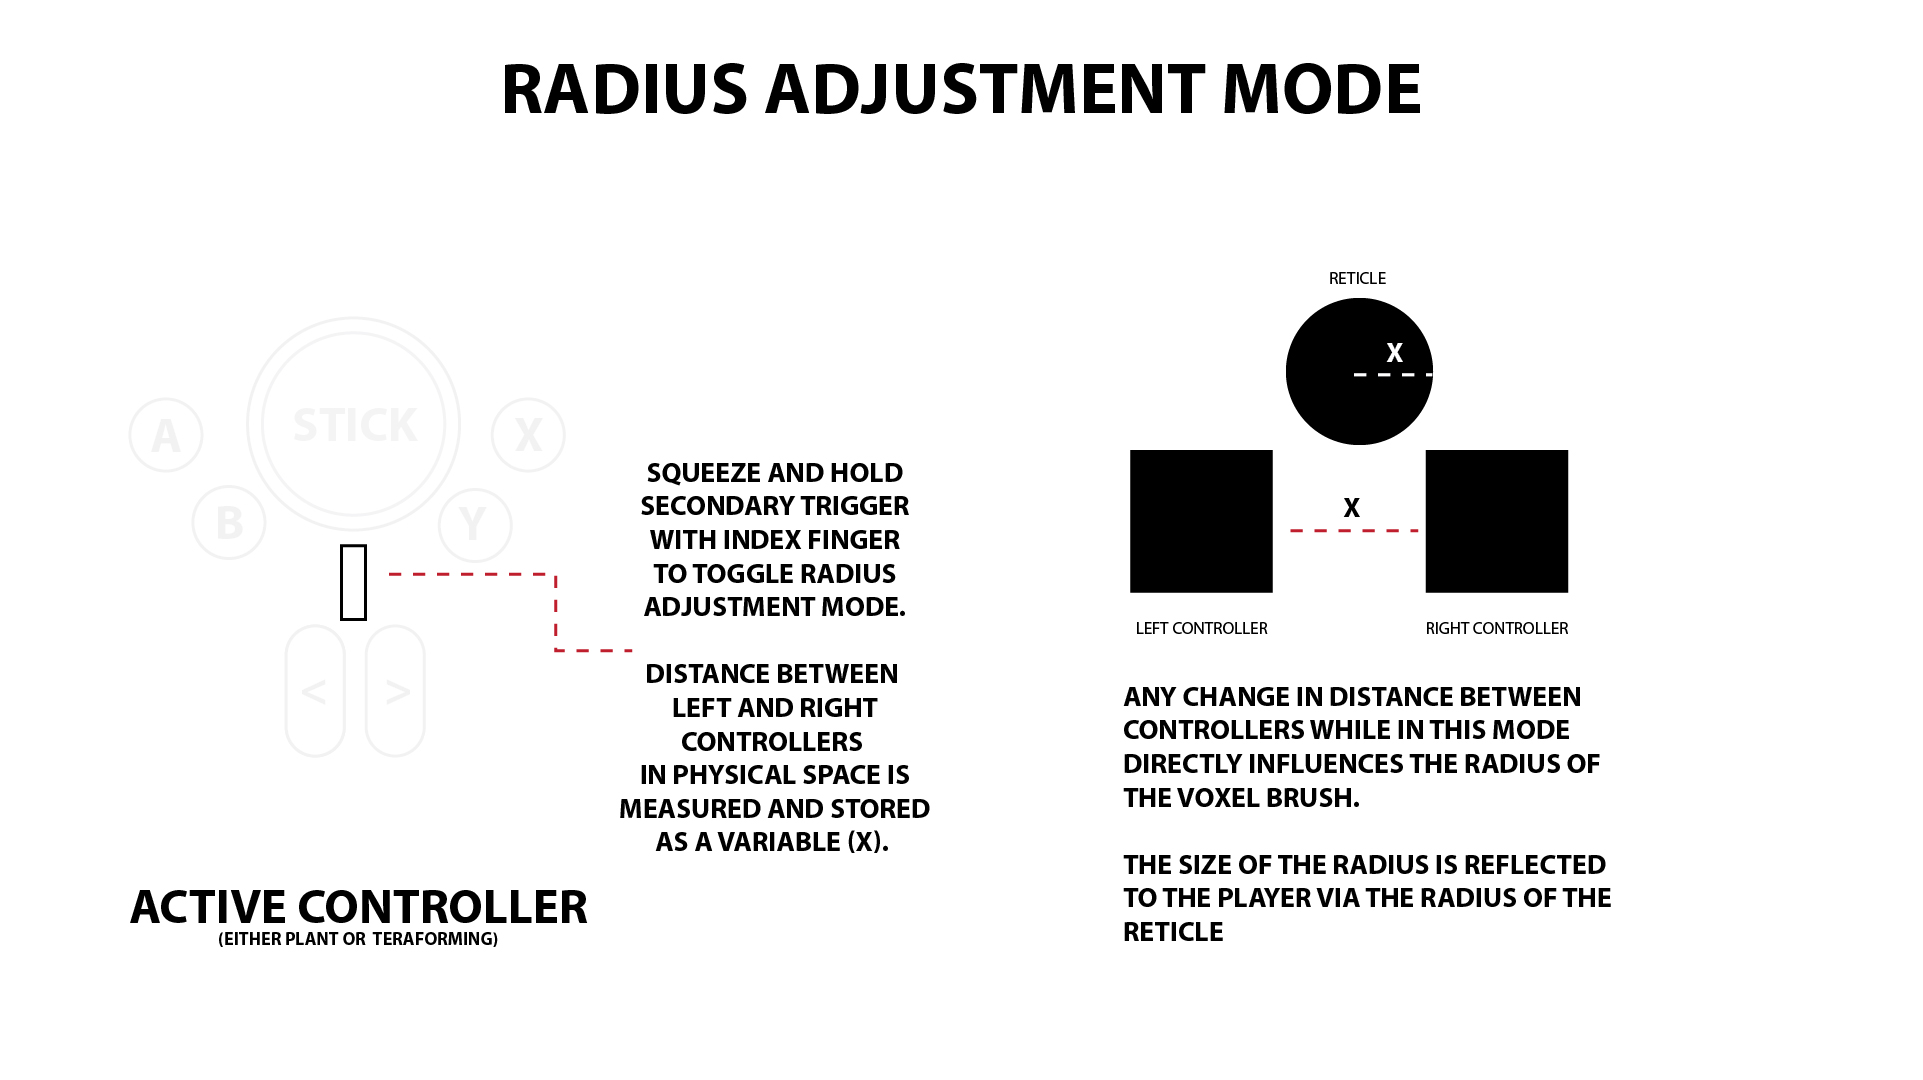 RADIUS ADJUSTMENT MODE
STICK
A
X
B
Y
<
>
SQUEEZE AND HOLD
SECONDARY TRIGGER
WITH INDEX FINGER
TO TOGGLE RADIUS
ADJUSTMENT MODE.
DISTANCE BETWEEN
LEFT AND RIGHT
CONTROLLERS
IN PHYSICAL SPACE IS
MEASURED AND STORED
AS A VARIABLE (X).
ACTIVE CONTROLLER
(EITHER PLANT OR TERAFORMING)
RETICLE
X
X
LEFT CONTROLLER
RIGHT CONTROLLER
ANY CHANGE IN DISTANCE BETWEEN
CONTROLLERS WHILE IN THIS MODE
DIRECTLY INFLUENCES THE RADIUS OF
THE VOXEL BRUSH.
THE SIZE OF THE RADIUS IS REFLECTED
TO THE PLAYER VIA THE RADIUS OF THE
RETICLE